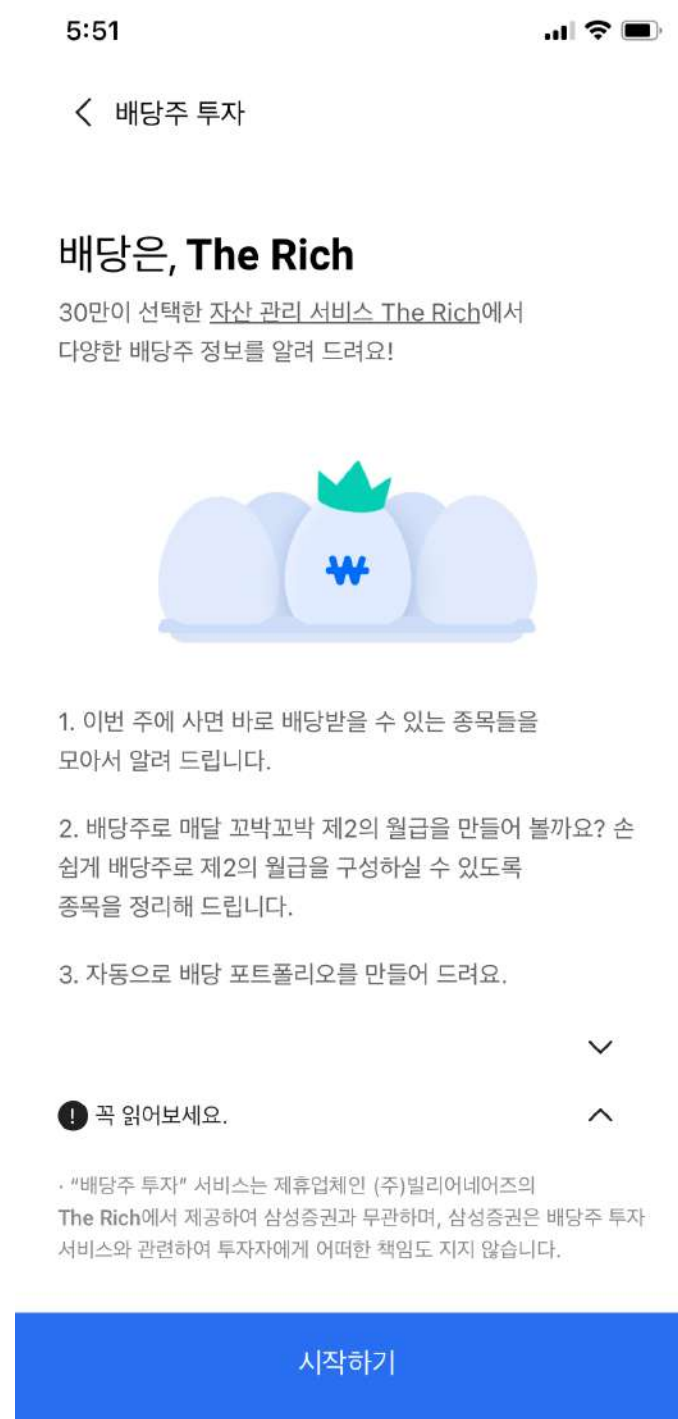 5:51
배당주 투자
배당은, The Rich
30만이 선택한 자산 관리 서비스 The Rich에서
다양한 배당주 정보를 알려 드려요!
₩
1. 이번 주에 사면 바로 배당받을 수 있는 종목들을
모아서 알려 드립니다.
2. 배당주로 매달 꼬박꼬박 제2의 월급을 만들어 볼까요? 손
쉽게 배당주로 제2의 월급을 구성하실 수 있도록
종목을 정리해 드립니다.
3. 자동으로 배당 포트폴리오를 만들어 드려요.
! 꼭 읽어보세요.
· “배당주 투자” 서비스는 제휴업체인 (주)빌리어네어즈의
The Rich에서 제공하여 삼성증권과 무관하며, 삼성증권은 배당주 투자
서비스와 관련하여 투자자에게 어떠한 책임도 지지 않습니다.
시작하기